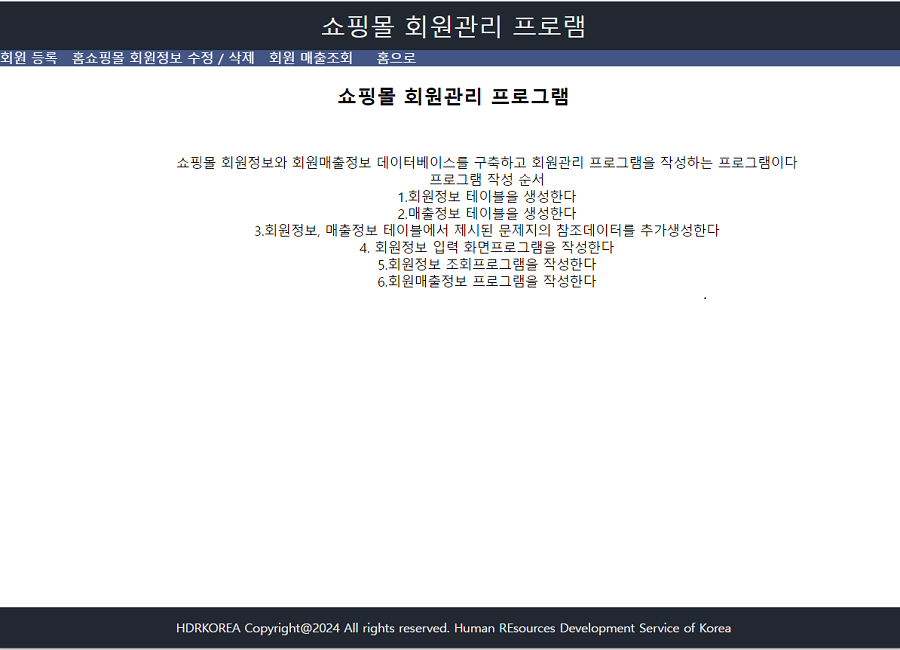 쇼핑몰 회원관리 프로램
회원 등록 홈쇼핑몰 회원정보 수정 / 삭제 회원 매출조회 홈으로
쇼핑몰 회원관리 프로그램
쇼핑몰 회원정보와 회원매출정보 데이터베이스를 구축하고 회원관리 프로그램을 작성하는 프로그램이다
프로그램 작성 순서
1.회원정보 테이블을 생성한다
2.매출정보 테이블을 생성한다
3.회원정보, 매출정보 테이블에서 제시된 문제지의 참조데이터를 추가생성한다
4. 회원정보 입력 화면프로그램을 작성한다
5.회원정보 조회프로그램을 작성한다
6.회원매출정보 프로그램을 작성한다
.
HDRKOREA Copyright@2024 All rights reserved. Human REsources Development Service of Korea